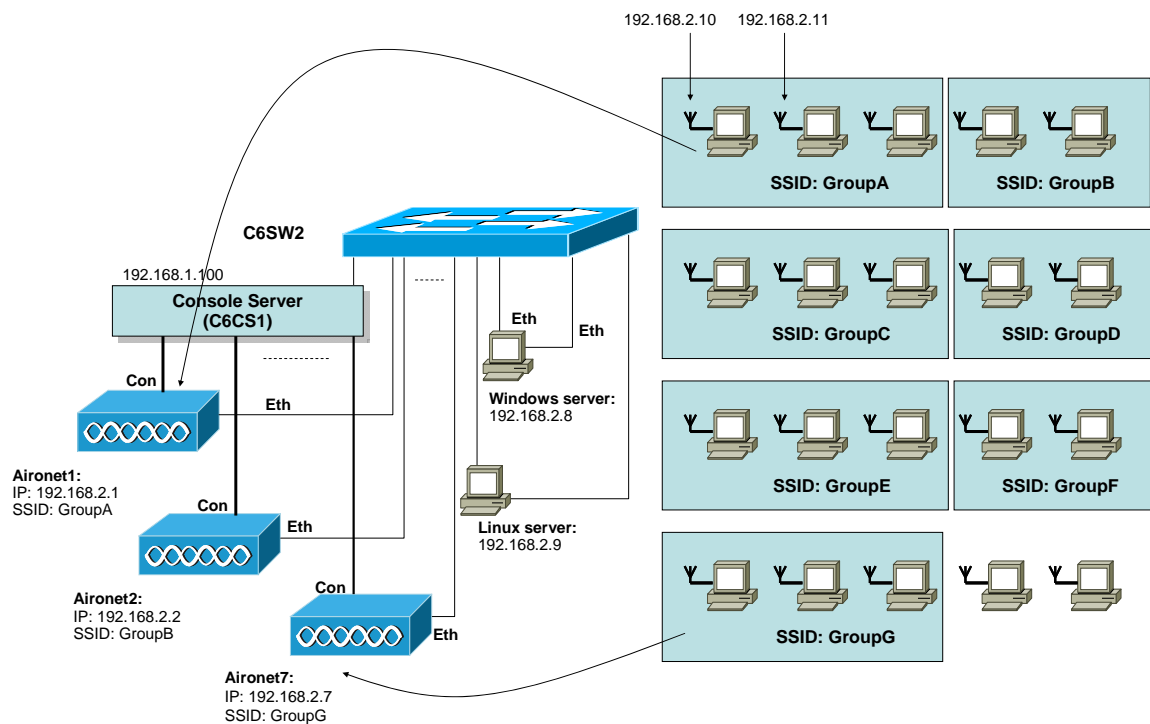 192.168.2.10 192.168.2.11
SSID: GroupA
SSID: GroupB
C6SW2
192.168.1.100
Console Server
(C6CS1)
Eth
Eth
SSID: GroupC
SSID: GroupD
Con
Eth
Windows server:
192.168.2.8
Aironet1:
IP: 192.168.2.1
SSID: GroupA
Con
Eth
Linux server:
192.168.2.9
SSID: GroupE
SSID: GroupF
Aironet2:
IP: 192.168.2.2
SSID: GroupB
Con
Eth
SSID: GroupG
Aironet7:
IP: 192.168.2.7
SSID: GroupG